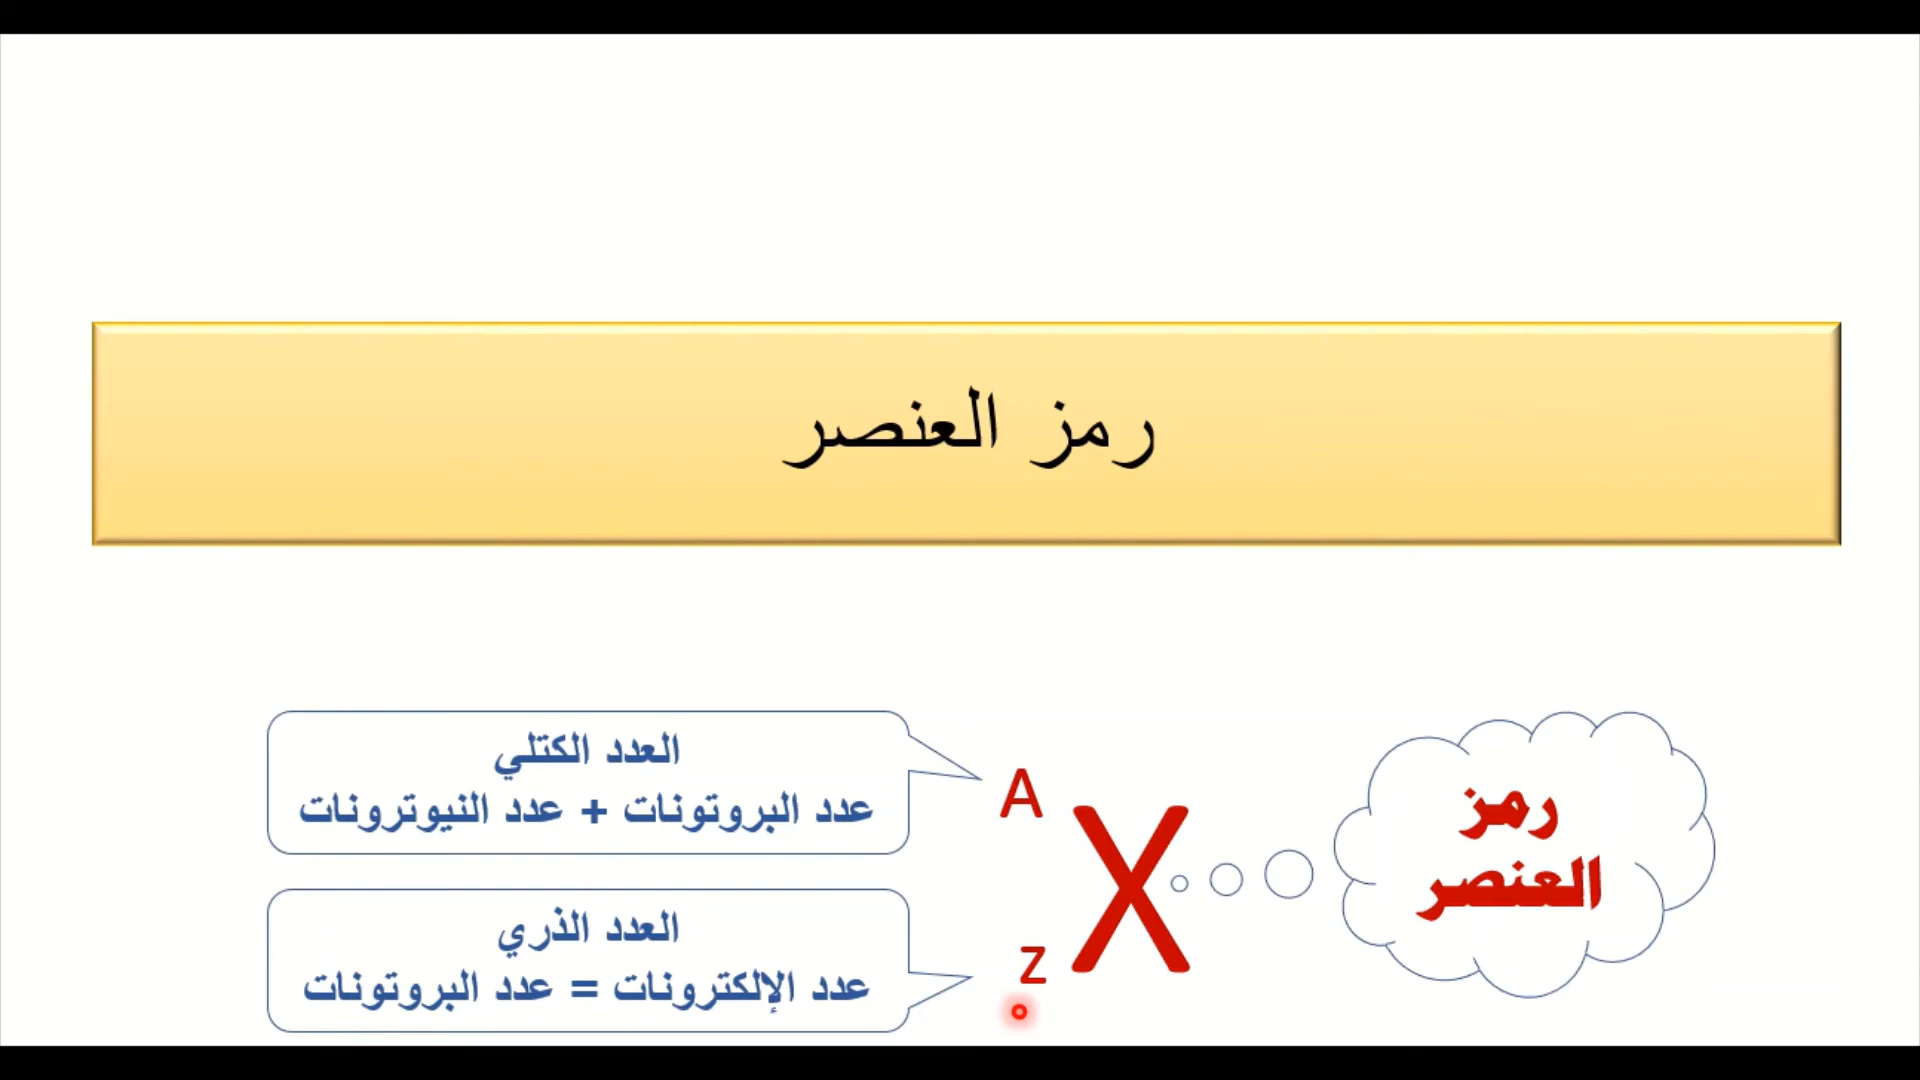 رمز العنصر
العدد الكتلي
عدد البروتونات + عدد النيوترونات
A
X
رمز
العنصر
العدد الذري
عدد الإلكترونات = عدد البروتونات
Z